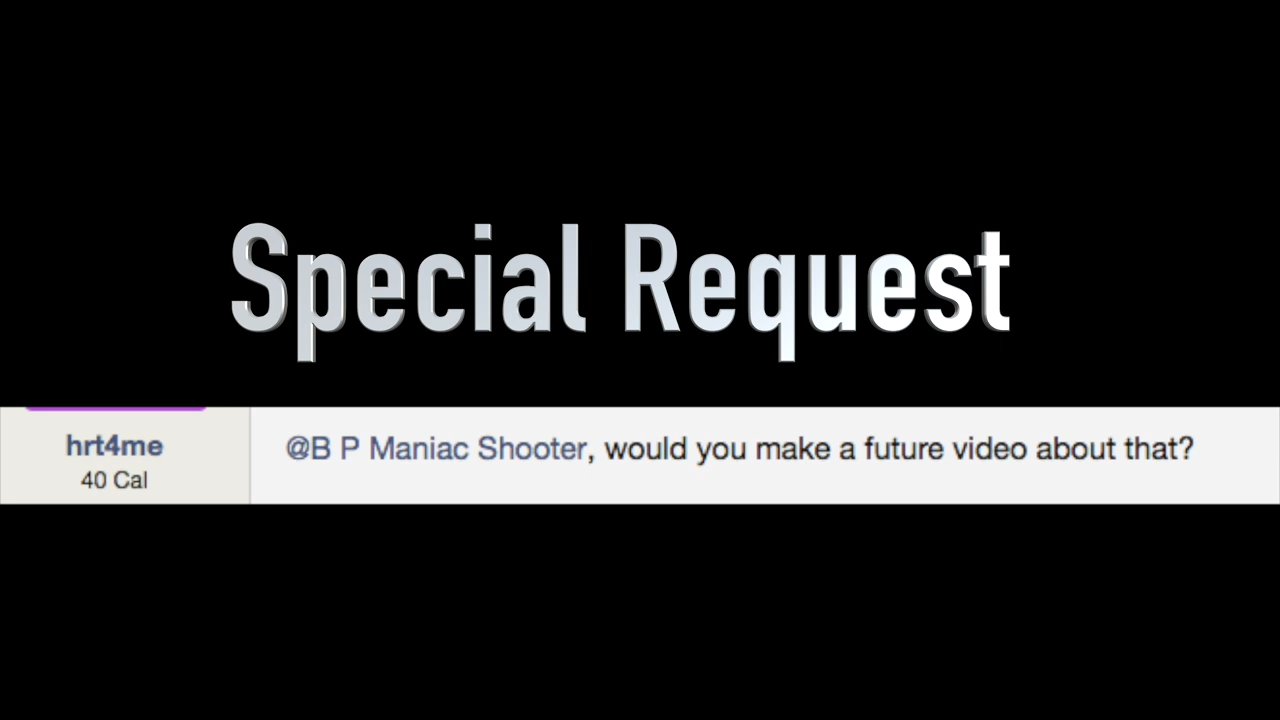 Special Request
hrt4me
40 Cal
@B P Maniac Shooter, would you make a future video about that?